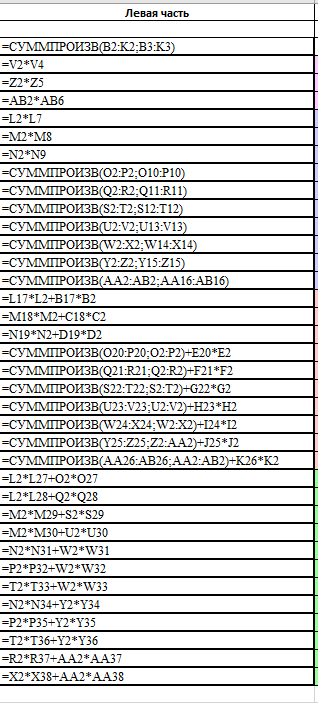 Левая часть
=СУММПРОИЗВ(B2:K2;B3:K3)
=V2*V4
=Z2*Z5
=AB2*AB6
=L2*L7
=M2*M8
=N2*N9
=СУММПРОИЗВ(O2:P2;O10:P10)
=СУММПРОИЗВ(Q2:R2;Q11:R11)
=СУММПРОИЗВ(S2:T2;S12:T12)
=СУММПРОИЗВ(U2:V2;U13:V13)
=СУММПРОИЗВ(W2:X2;W14:X14)
=СУММПРОИЗВ(Y2:Z2;Y15:Z15)
=СУММПРОИЗВ(AA2:AB2;AA16:AB16)
=L17*L2+B17*B2
=M18*M2+C18*C2
=N19*N2+D19*D2
=СУММПРОИЗВ(O20:P20;O2:P2)+E20*E2
=СУММПРОИЗВ(Q21:R21;Q2:R2)+F21*F2
=СУММПРОИЗВ(S22:T22;S2:T2)+G22*G2
=СУММПРОИЗВ(U23:V23;U2:V2)+H23*H2
=СУММПРОИЗВ(W24:X24;W2:X2)+I24*I2
=СУММПРОИЗВ(Y25:Z25;Z2:AA2)+J25*J2
=СУММПРОИЗВ(AA26:AB26;AA2:AB2)+K26*K2
=L2*L27+O2*O27
=L2*L28+Q2*Q28
=M2*M29+S2*S29
=M2*M30+U2*U30
=N2*N31+W2*W31
=P2*P32+W2*W32
=T2*T33+W2*W33
=N2*N34+Y2*Y34
=P2*P35+Y2*Y35
=T2*T36+Y2*Y36
=R2*R37+AA2*AA37
=X2*X38+AA2*AA38